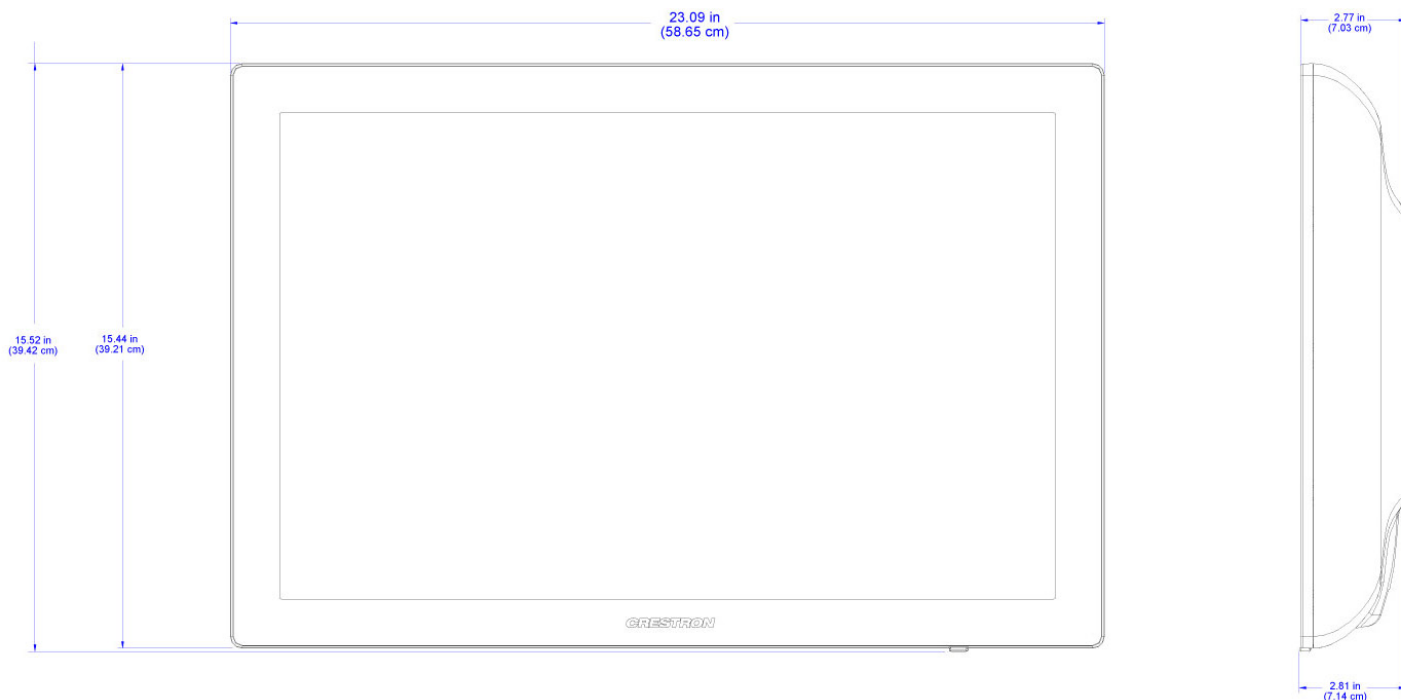 23.09 in
(58.65 cm)
2.77 in
(7.03 cm)
15.52 in
(39.42 cm)
15.44 in
(39.21 cm)
CRESTRON
2.81 in
(7.14 cm)